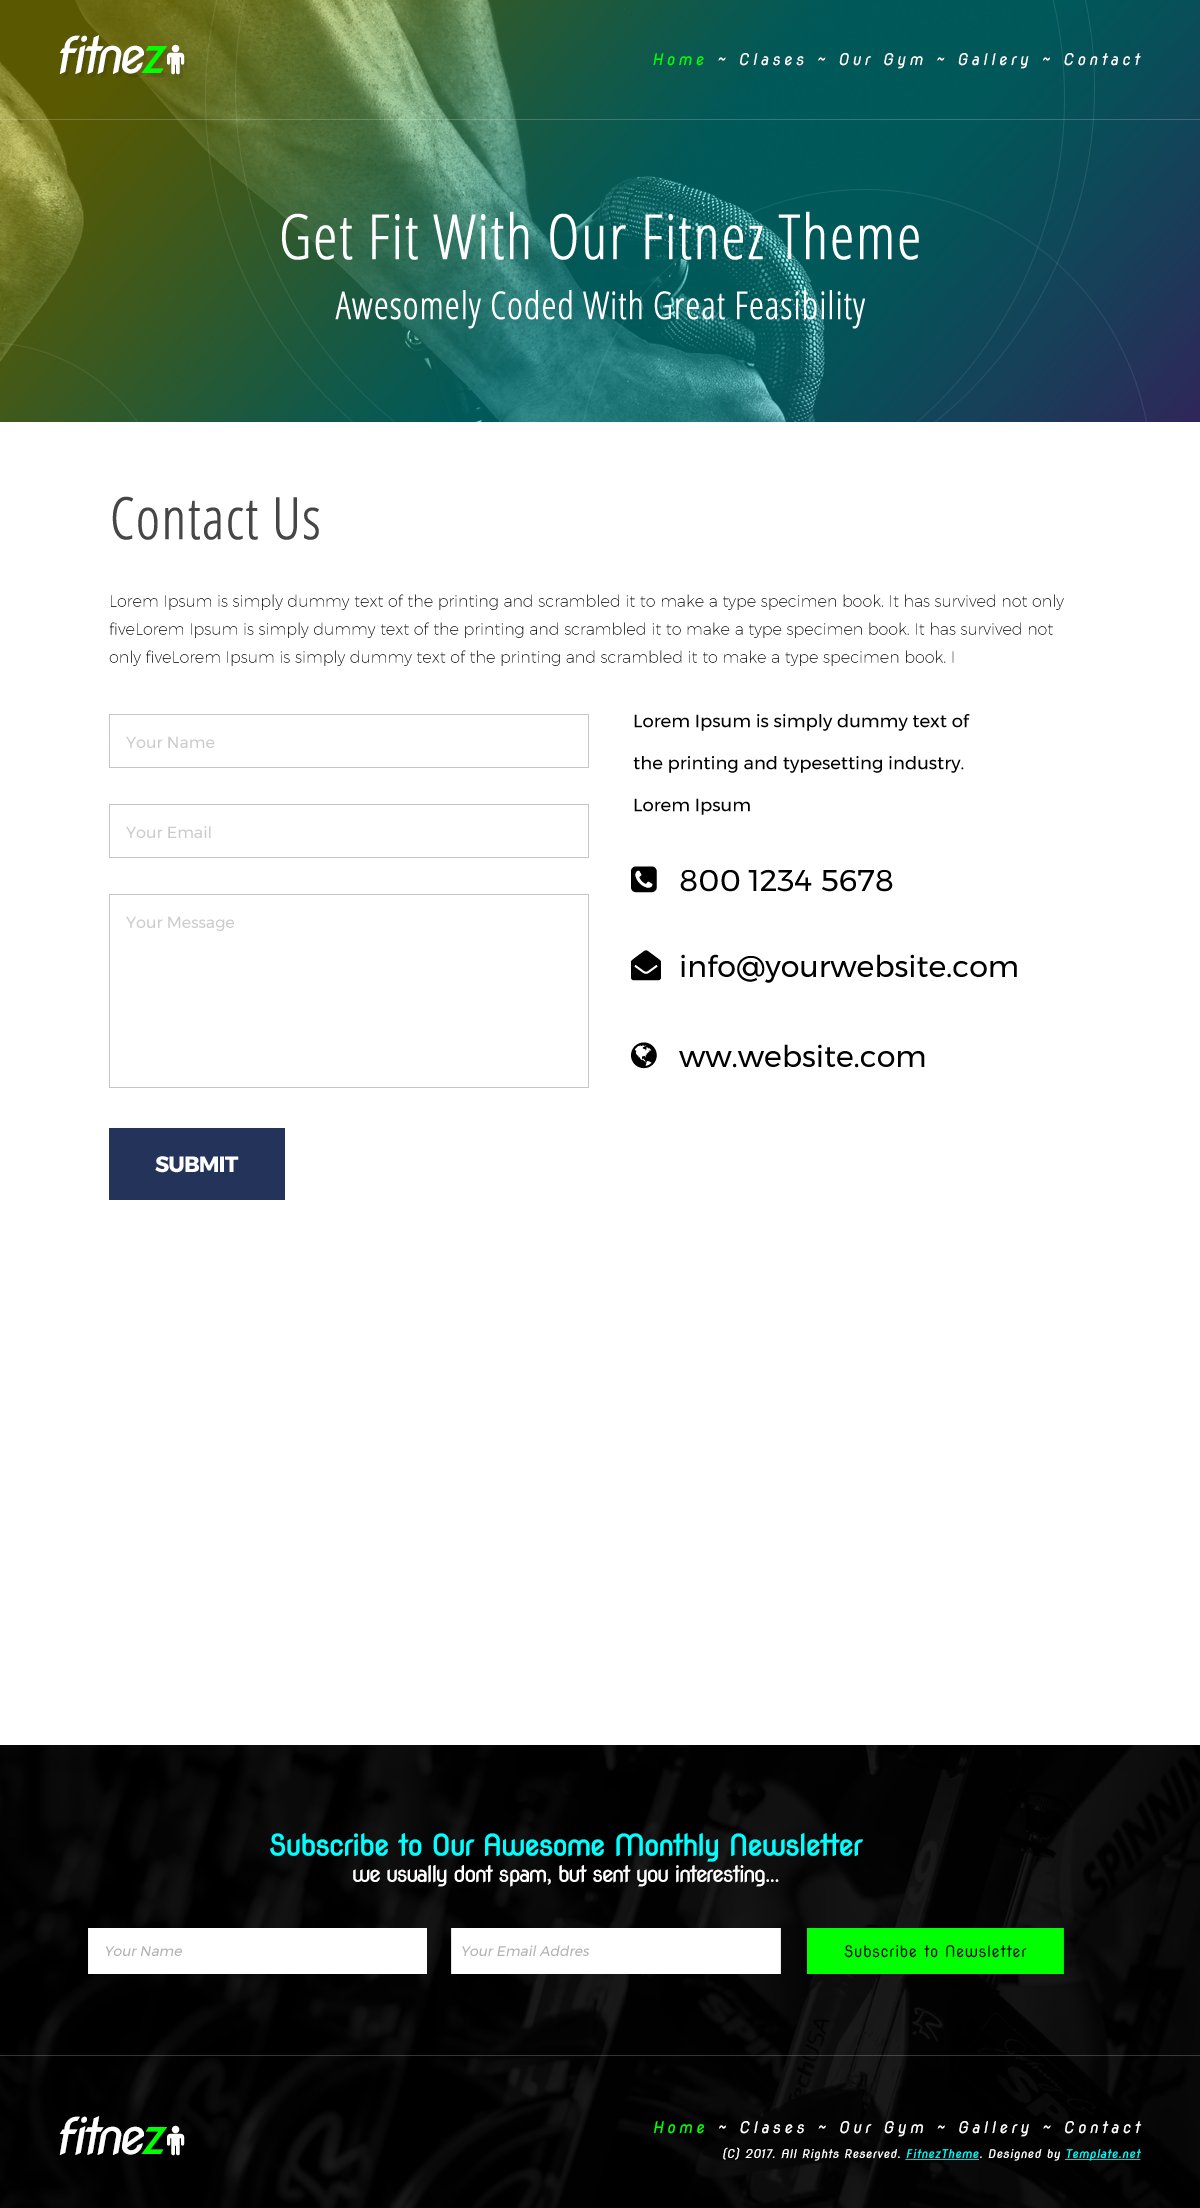 fitnez
Home ~ Clases ~ Our Gym ~ Gallery ~ Contact
Get Fit With Our Fitnez Theme
Awesomely Coded With Great Feasibility
Contact Us
Lorem Ipsum is simply dummy text of the printing and scrambled it to make a type specimen book. It has survived not only
fiveLorem Ipsum is simply dummy text of the printing and scrambled it to make a type specimen book. It has survived not
only fiveLorem Ipsum is simply dummy text of the printing and scrambled it to make a type specimen book. I
Your Name
Your Email
Your Message
SUBMIT
Lorem Ipsum is simply dummy text of
the printing and typesetting industry.
Lorem Ipsum
800 1234 5678
info@yourwebsite.com
ww.website.com
Subscribe to Our Awesome Monthly Newsletter
we usually dont spam, but sent you interesting...
Your Name
Your Email Addres
Subscribe to Newsletter
fitnez
Home ~ Clases ~ Our Gym ~ Gallery ~ Contact
(C) 2017. All Rights Reserved. FitnezTheme. Designed by Template.net